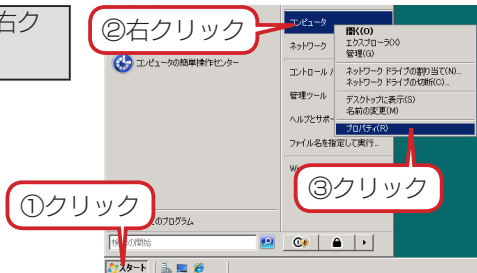 右ク
②右クリック
コンピュータの簡単操作センター
コンピュータ
ネットワーク
コントロール
管理ツール
ヘルプとサポー
ファイル名を指定して実行...
開く(O)
エクスプローラ(X)
管理(G)
ネットワーク ドライブの割り当て(N)...
ネットワーク ドライブの切断(C)...
デスクトップに表示(S)
名前の変更(M)
プロパティ(R)
③クリック
①クリック
のプログラム
の開始
スタート